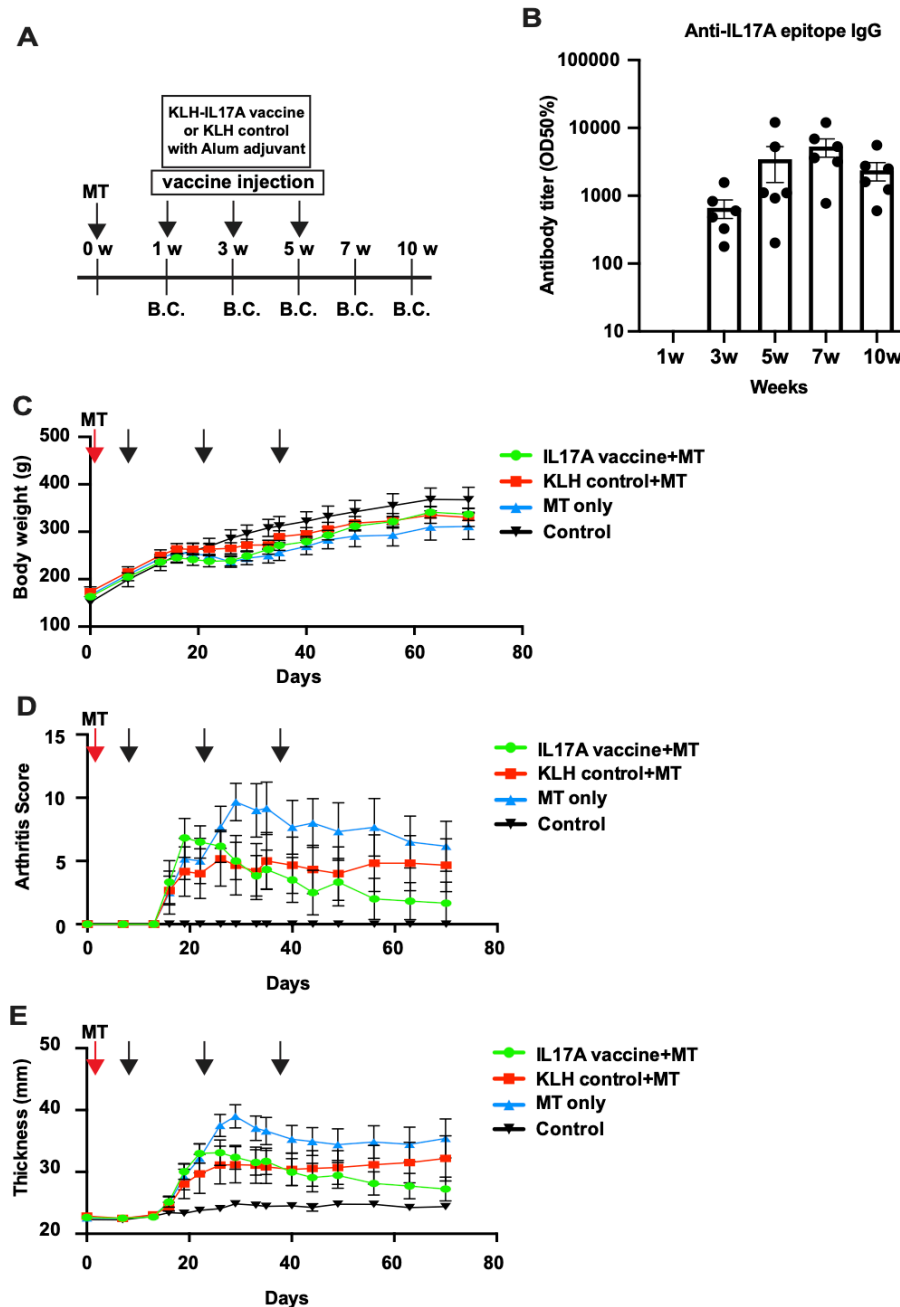 A
KLH-IL17A vaccine
or KLH control
with Alum adjuvant
vaccine injection
MT
0 w 1 w 3 w 5 w 7 w 10 w
B.C. B.C. B.C. B.C. B.C.
B
Anti-IL17A epitope IgG
Antibody titer (OD50%)
100000
10000
1000
100
10
1w 3w 5w 7w 10w
Weeks
C
MT
Body weight (g)
500
400
300
200
100
0 20 40 60 80
Days
IL17A vaccine+MT
KLH control+MT
MT only
Control
D
MT
Arthritis Score
15
10
5
0
0 20 40 60 80
Days
IL17A vaccine+MT
KLH control+MT
MT only
Control
E
MT
Thickness (mm)
50
40
30
20
0 20 40 60 80
Days
IL17A vaccine+MT
KLH control+MT
MT only
Control